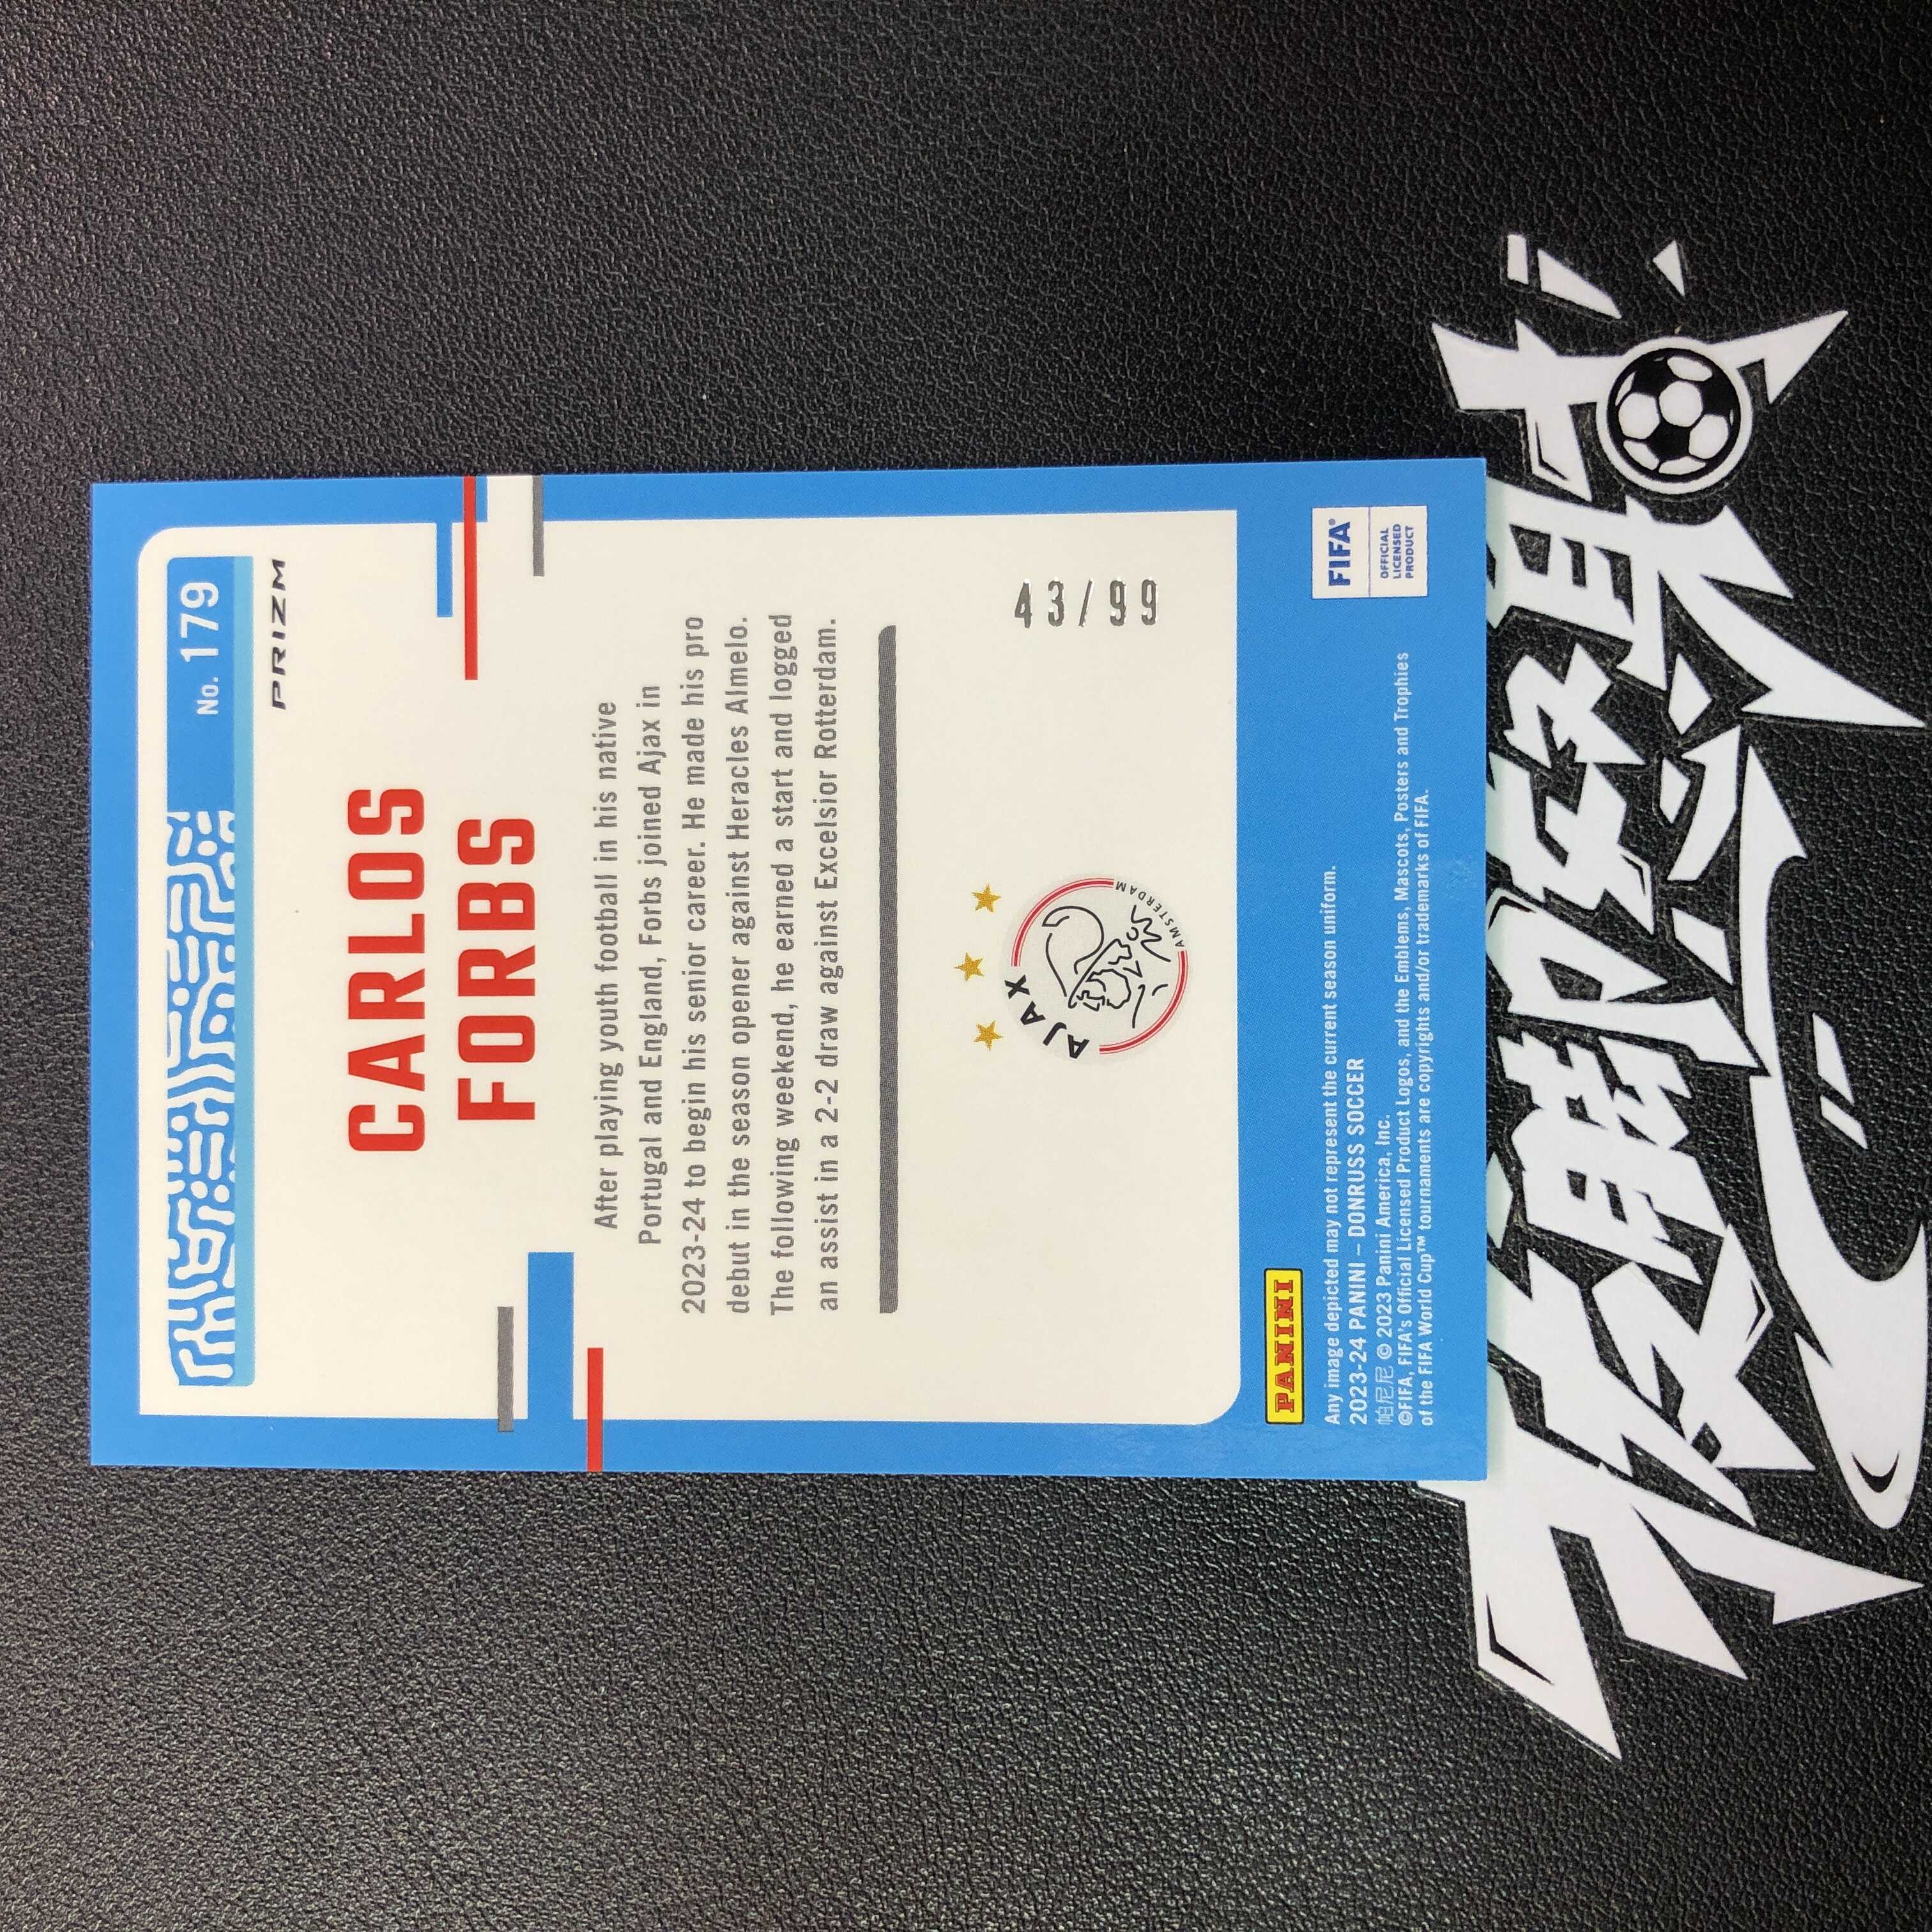 No. 179
PRIZM
CARLOS
FORBS
After playing youth football in his native
Portugal and England, Forbs joined Ajax in
2023-24 to begin his senior career. He made his pro
debut in the season opener against Heracles Almelo.
The following weekend, he earned a start and logged
an assist in a 2-2 draw against Excelsior Rotterdam.
AJAX
AMSTERDAM
43/99
PANINI
FIFA®
OFFICIAL
LICENSED
PRODUCT
Any image depicted may not represent the current season uniform.
2023-24 PANINI – DONRUSS SOCCER
帕尼尼 © 2023 Panini America, Inc.
©FIFA, FIFA's Official Licensed Product Logos, and the Emblems, Mascots, Posters and Trophies
of the FIFA World Cup™ tournaments are copyrights and/or trademarks of FIFA.